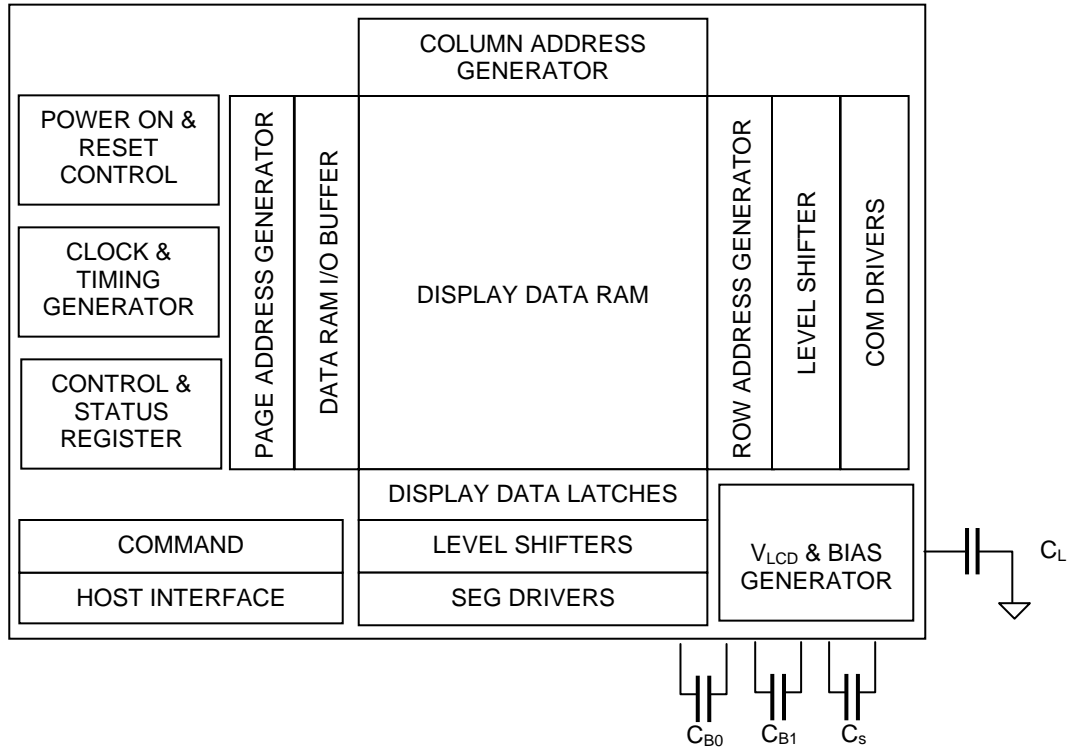 COLUMN ADDRESS
GENERATOR
POWER ON &
RESET
CONTROL
CLOCK &
TIMING
GENERATOR
CONTROL &
STATUS
REGISTER
PAGE ADDRESS GENERATOR
DATA RAM I/O BUFFER
DISPLAY DATA RAM
ROW ADDRESS GENERATOR
LEVEL SHIFTER
COM DRIVERS
DISPLAY DATA LATCHES
COMMAND
LEVEL SHIFTERS
HOST INTERFACE
SEG DRIVERS
VLCD & BIAS
GENERATOR
CL
CB0
CB1
Cs